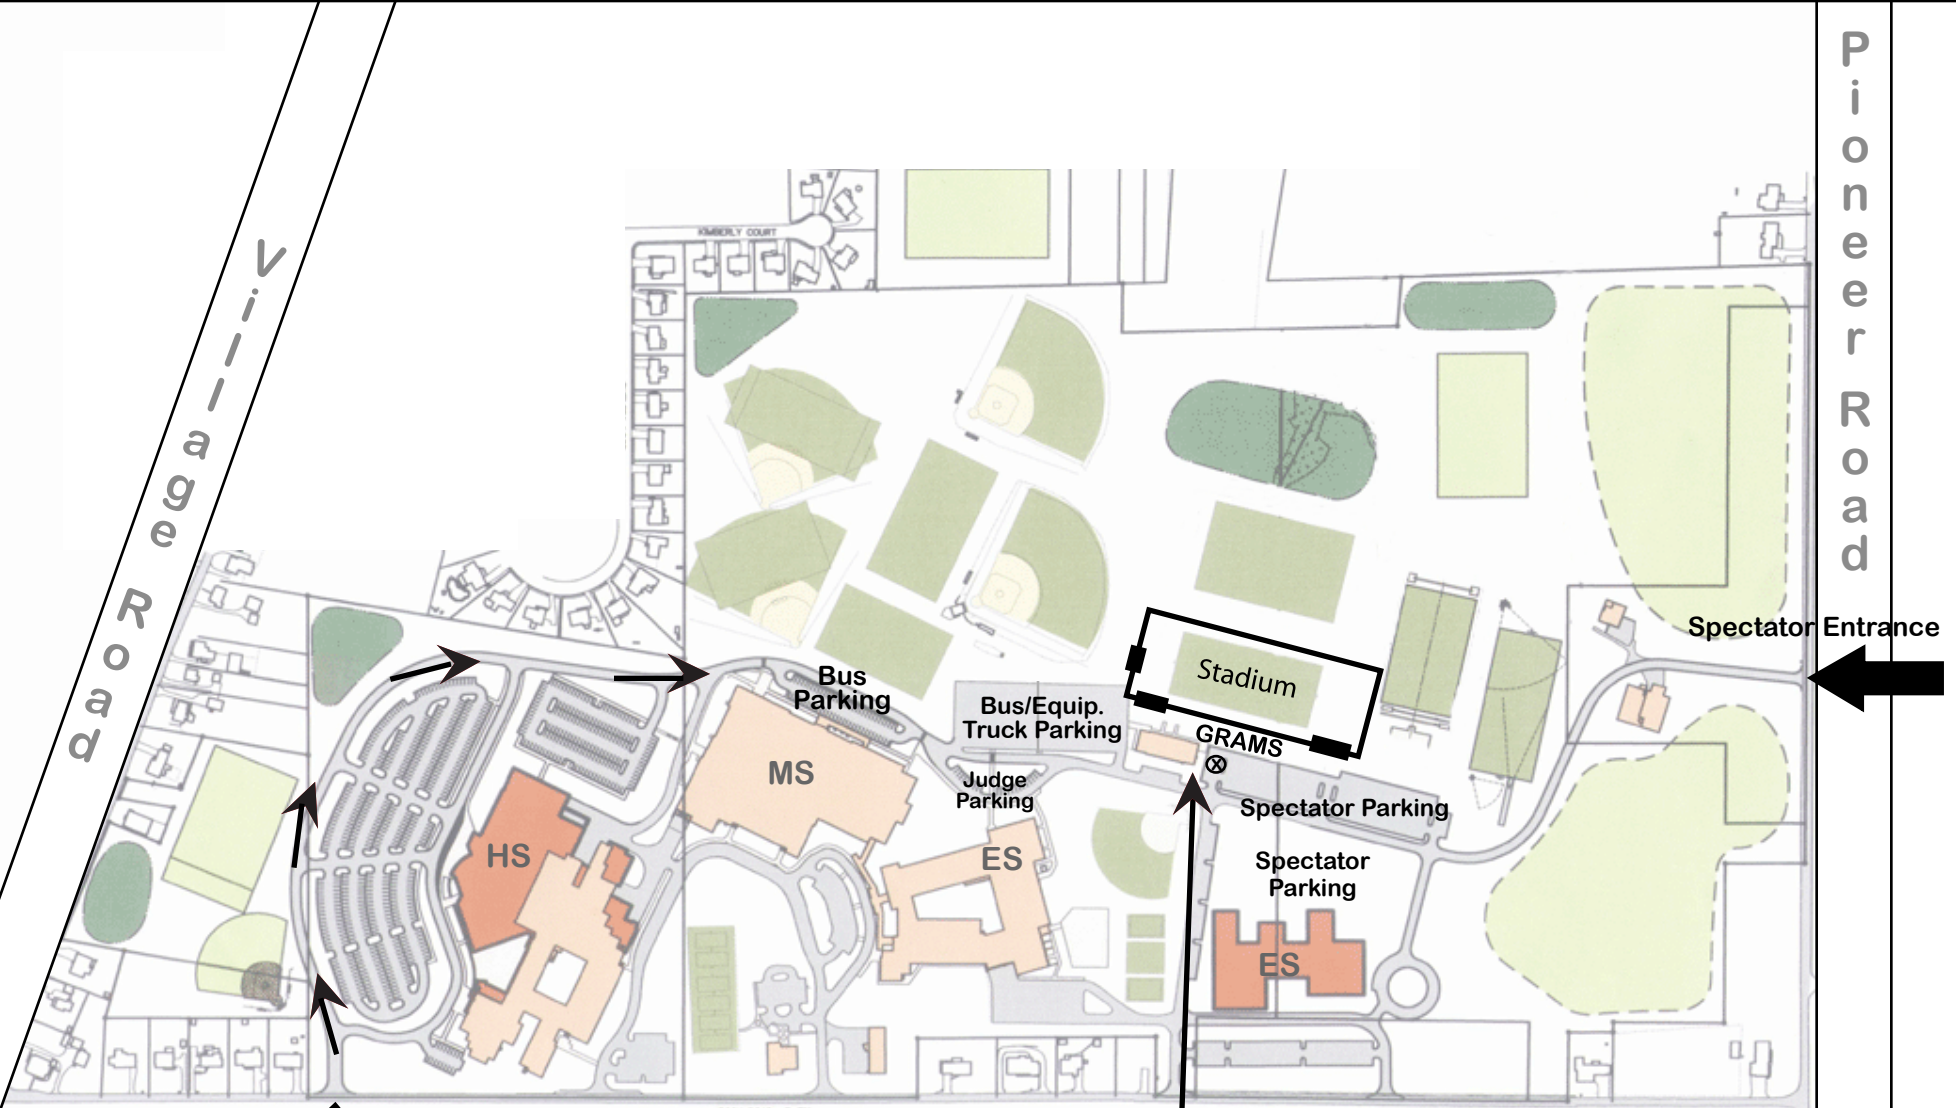 Pioneer Road
Village Road
KIMBERLY COURT
Spectator Entrance
Stadium
Bus
Parking
Bus/Equip.
Truck Parking
GRAMS
MS
Judge
Parking
Spectator Parking
HS
ES
Spectator
Parking
ES